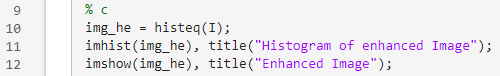 9 % c
10 img_he = histeq(I);
11 imhist(img_he), title("Histogram of enhanced Image");
12 imshow(img_he), title("Enhanced Image");